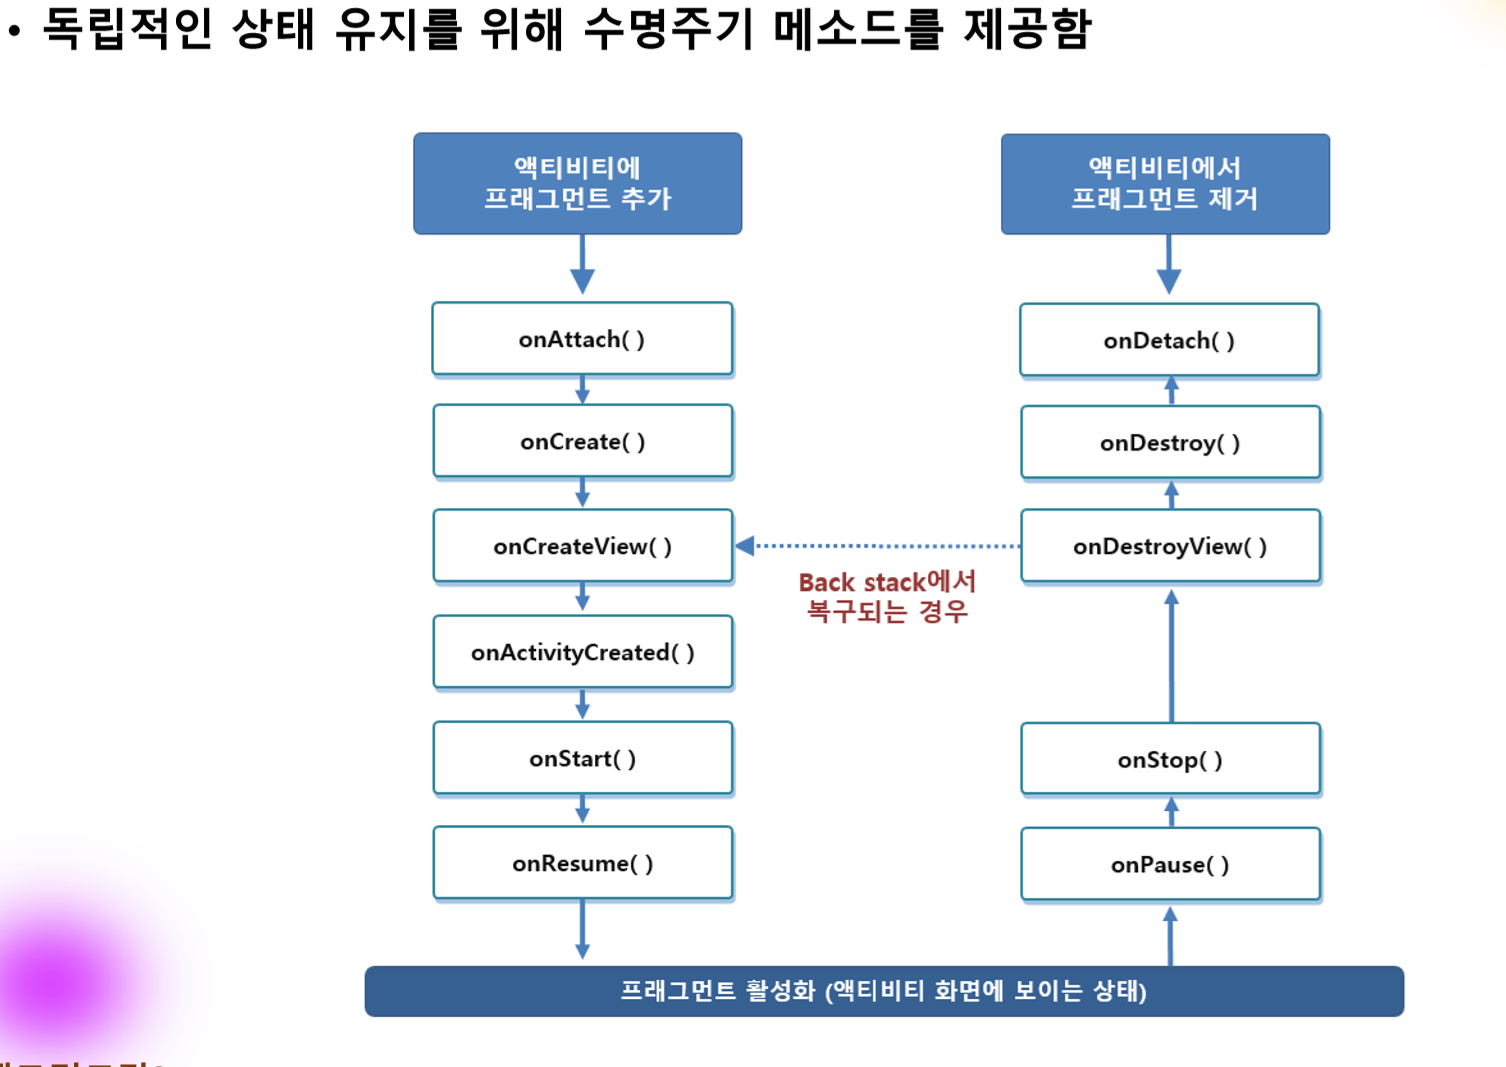 • 독립적인 상태 유지를 위해 수명주기 메소드를 제공함
액티비티에
프래그먼트 추가
onAttach( )
onCreate( )
onCreateView( )
onActivityCreated( )
onStart( )
onResume( )
액티비티에서
프래그먼트 제거
onDetach( )
onDestroy( )
onDestroyView( )
Back stack에서
복구되는 경우
onStop( )
onPause( )
프래그먼트 활성화 (액티비티 화면에 보이는 상태)